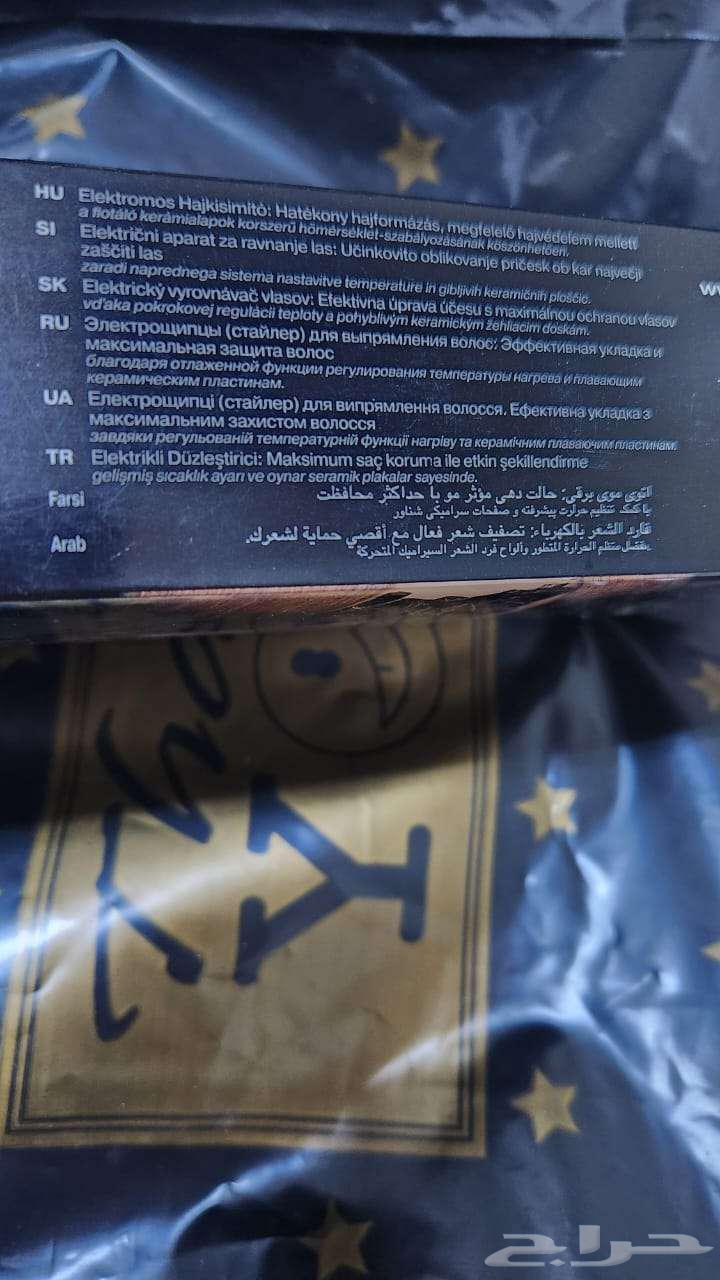 HU Elektromos Hajkisimító: Hatékony hajformázás, megfelelő hajvédelem mellett
a flotáló kerámialapok korszerű hőmérséklet-szabályozásának köszönhetően.
SI Električni aparat za ravnanje las: Učinkovito oblikovanje pričesk ob kar največji
zaščiti las
zaradi naprednega sistema nastavitve temperature in gibljivih keramičnih ploščic.
SK Elektrický vyrovnávač vlasov: Efektívna úprava účesu s maximálnou ochranou vlasov
vďaka pokrokovej regulácii teploty a pohyblivým keramickým žehliacim doskám.
RU Электрощипцы (стайлер) для выпрямления волос: Эффективная укладка и
максимальная защита волос
благодаря отлаженной функции регулирования температуры нагрева и плавающим
керамическим пластинам.
UA Електрощипці (стайлер) для випрямлення волосся. Ефективна укладка з
максимальним захистом волосся
завдяки регульованій температурній функції нагріву та керамічним плаваючим пластинам.
TR Elektrikli Düzleştirici: Maksimum saç koruma ile etkin şekillendirme
gelişmiş sıcaklık ayarı ve oynar seramik plakalar sayesinde.
Farsi اتوی موی برقی: حالت دهی مؤثر مو با حداکثر محافظت
با کمک تنظیم حرارت پیشرفته و صفحات سرامیکی شناور
Arab فارد الشعر بالكهرباء: تصفيف شعر فعال مع أقصي حماية لشعرك.
بفضل منظم الحرارة المتطور وألواح فرد الشعر السيراميك المتحركة
حراج